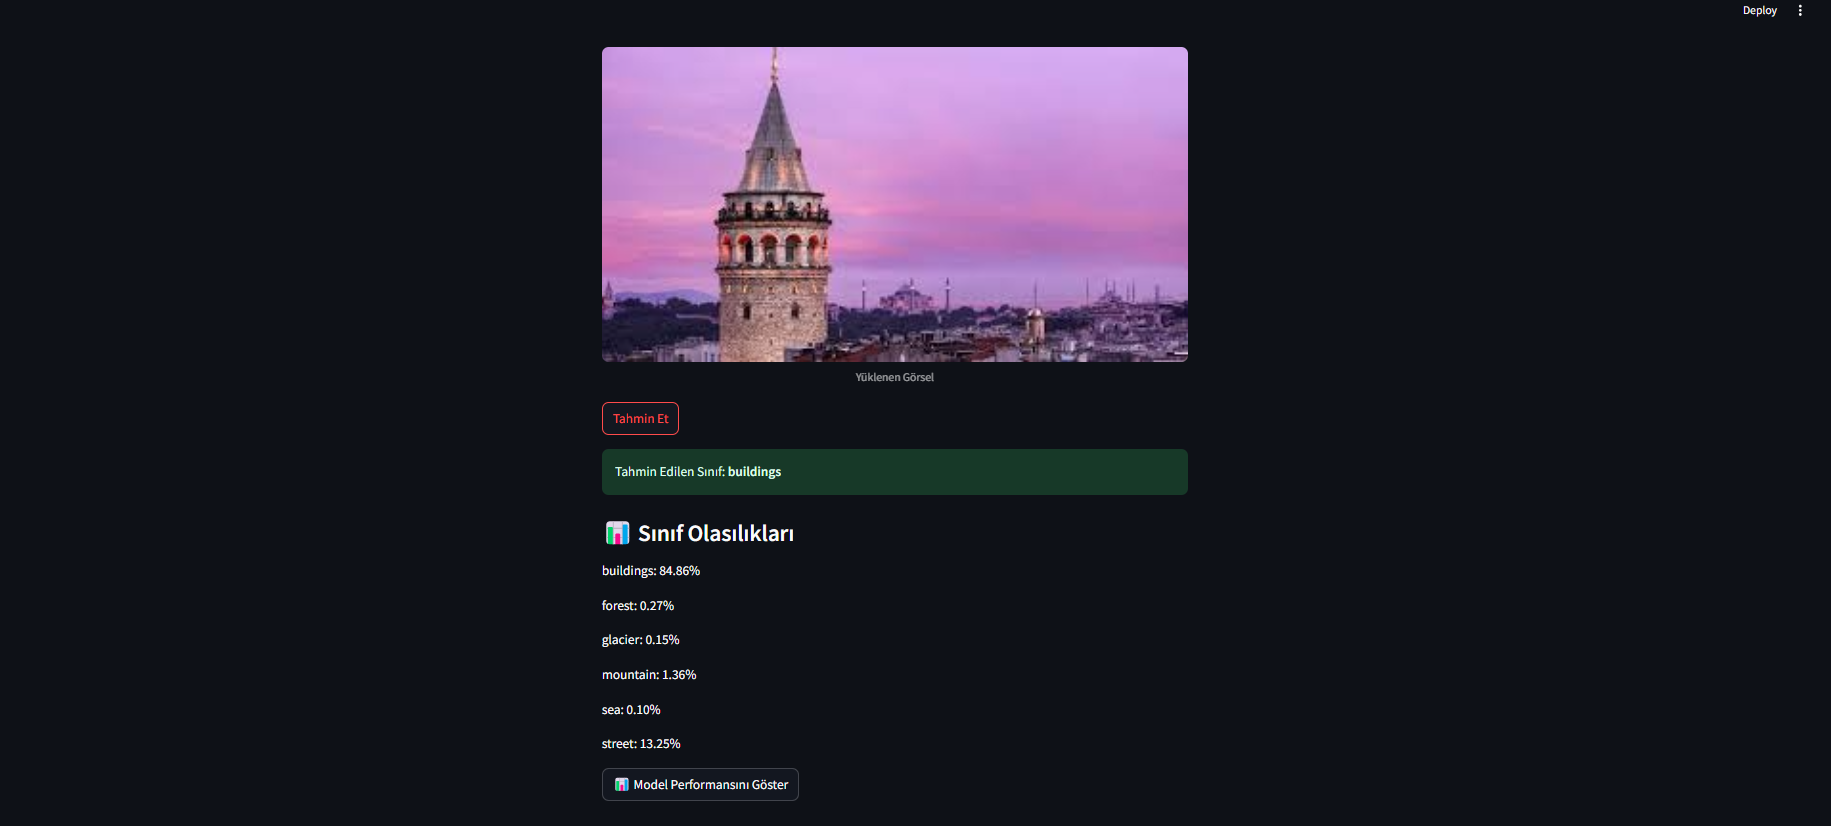 Deploy
Yüklenen Görsel
Tahmin Et
Tahmin Edilen Sınıf: buildings
Sınıf Olasılıkları
buildings: 84.86%
forest: 0.27%
glacier: 0.15%
mountain: 1.36%
sea: 0.10%
street: 13.25%
Model Performansını Göster